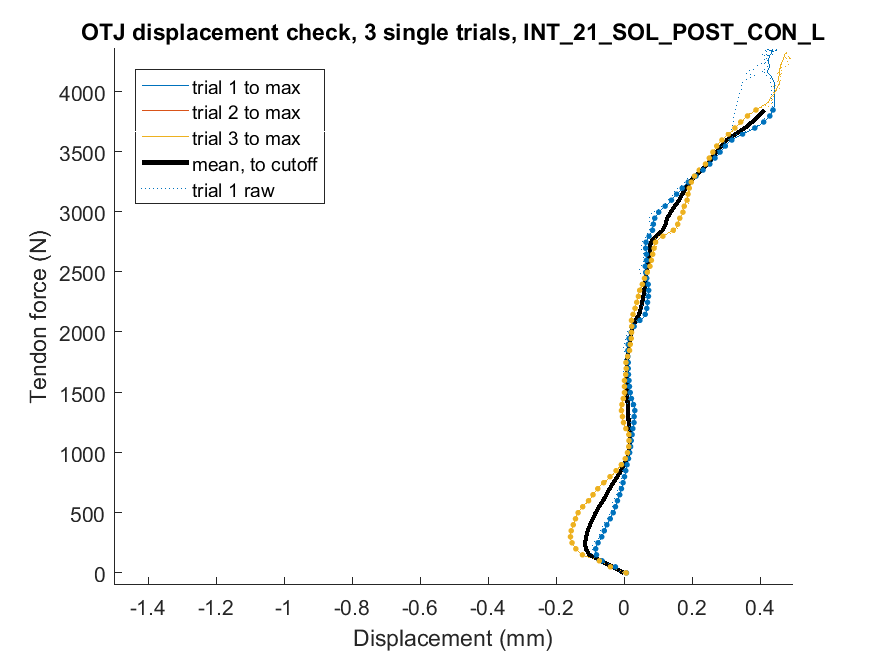 OTJ displacement check, 3 single trials, INT_21_SOL_POST_CON_L
trial 1 to max
trial 2 to max
trial 3 to max
mean, to cutoff
trial 1 raw
Tendon force (N)
4000
3500
3000
2500
2000
1500
1000
500
0
-1.4 -1.2 -1 -0.8 -0.6 -0.4 -0.2 0 0.2 0.4
Displacement (mm)